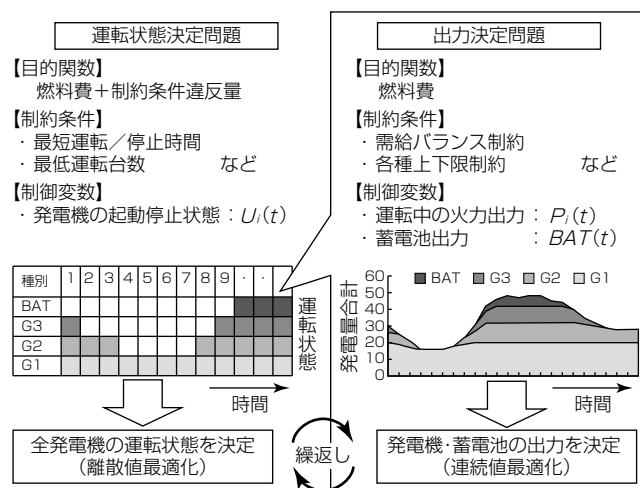 運転状態決定問題
【目的関数】
燃料費＋制約条件違反量
【制約条件】
・最短運転／停止時間
・最低運転台数 など
【制御変数】
・発電機の起動停止状態：Ui(t)
種別 1 2 3 4 5 6 7 8 9 ・ ・
BAT
G3
G2
G1
運転状態
時間
全発電機の運転状態を決定
（離散値最適化）
繰返し
出力決定問題
【目的関数】
燃料費
【制約条件】
・需給バランス制約
・各種上下限制約 など
【制御変数】
・運転中の火力出力：Pi(t)
・蓄電池出力 ：BAT(t)
発電量合計
60
50
40
30
20
10
0
BAT G3 G2 G1
時間
発電機・蓄電池の出力を決定
（連続値最適化）